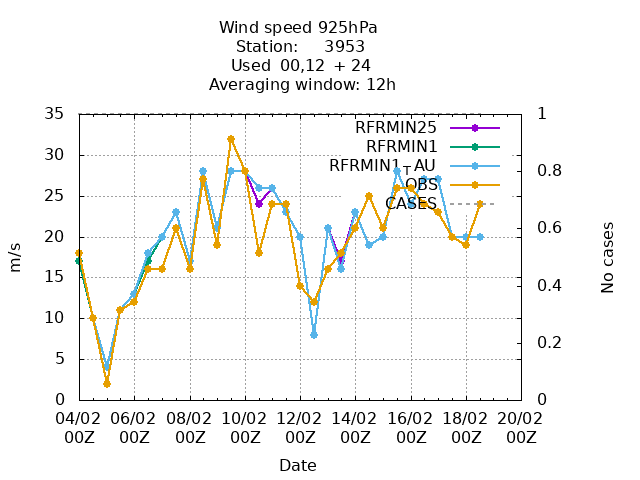 Wind speed 925hPa
Station: 3953
Used 00,12 + 24
Averaging window: 12h
35 1
RFRMIN25
RFRMIN1
30
RFRMIN1TAU
0.8
OBS
25
CASES
20 0.6
m/s
No cases
15
0.4
10
0.2
5
0 0
04/02 06/02 08/02 10/02 12/02 14/02 16/02 18/02 20/02
00Z 00Z 00Z 00Z 00Z 00Z 00Z 00Z 00Z
Date